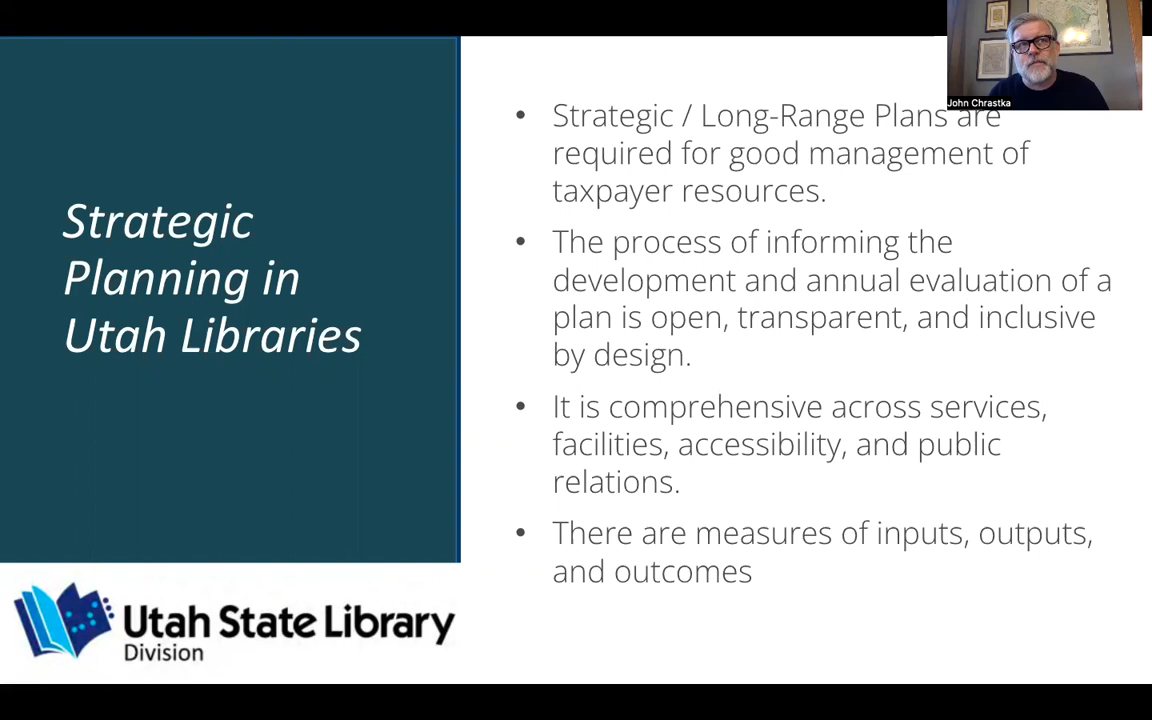 John Chrastka
Strategic
Planning in
Utah Libraries
• Strategic / Long-Range Plans are
required for good management of
taxpayer resources.
• The process of informing the
development and annual evaluation of a
plan is open, transparent, and inclusive
by design.
• It is comprehensive across services,
facilities, accessibility, and public
relations.
• There are measures of inputs, outputs,
and outcomes
Utah State Library
Division